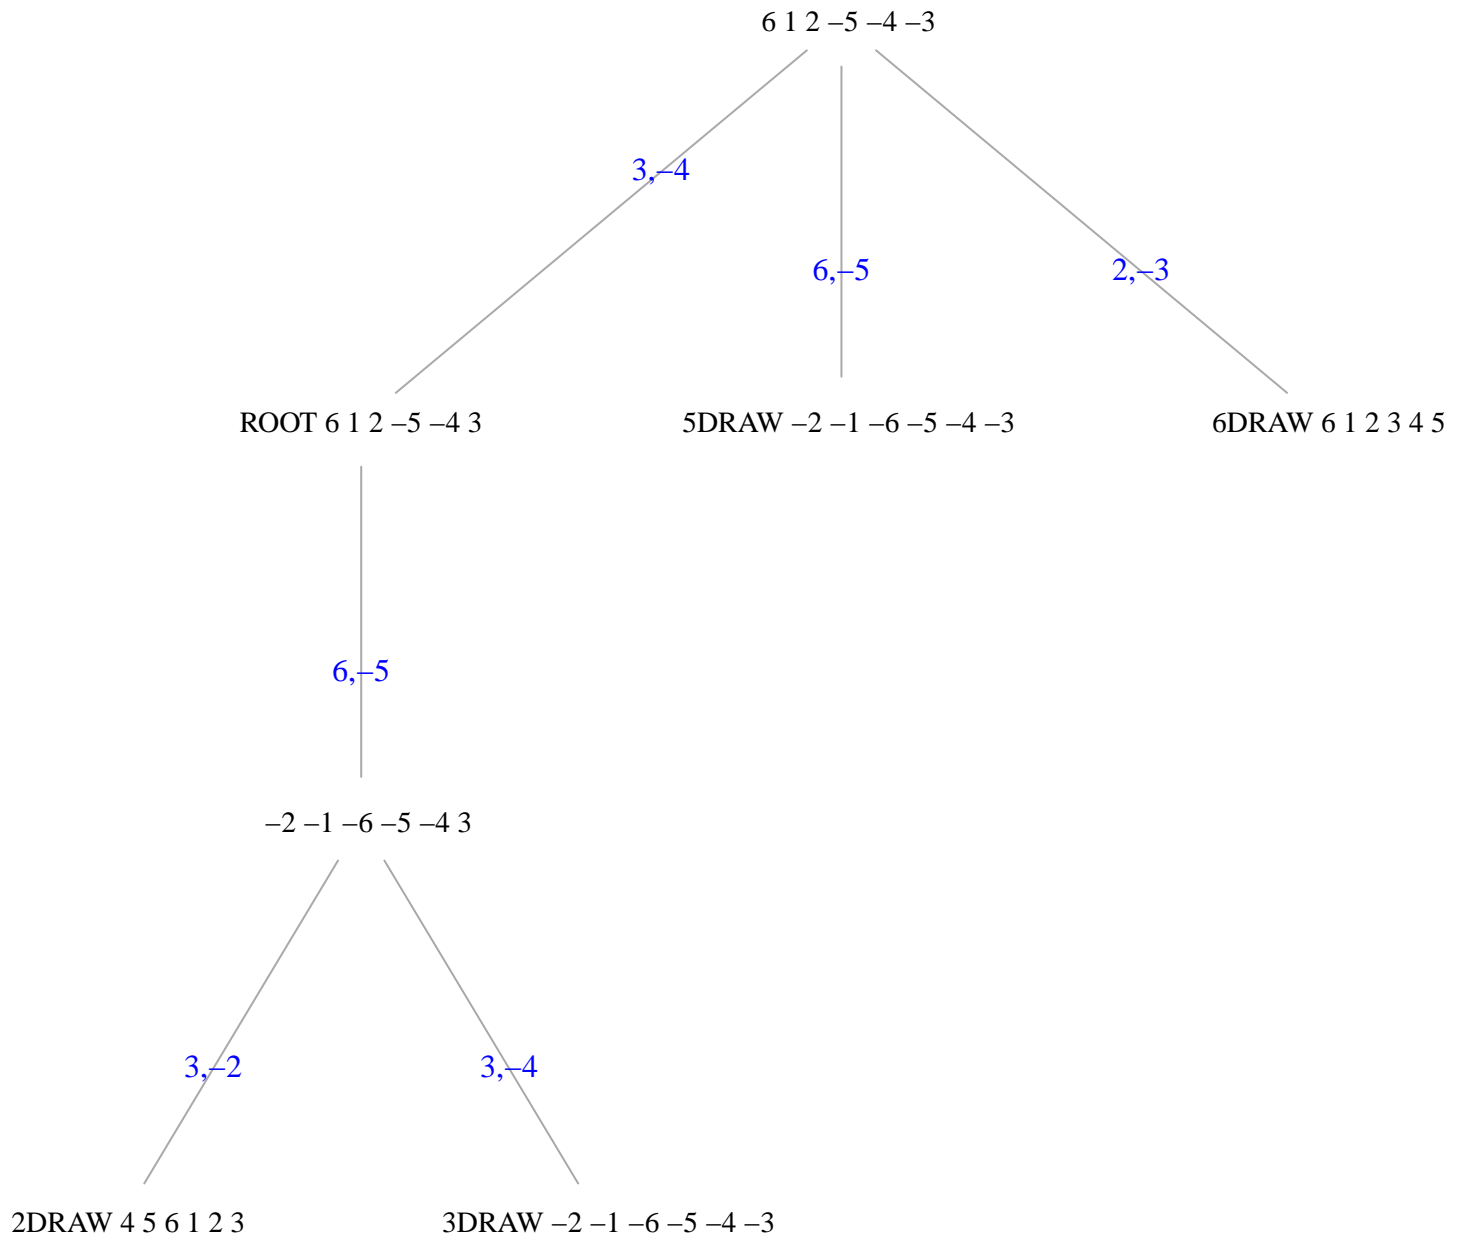 6 1 2 –5 –4 –3
3,–4
6,–5
2,–3
ROOT 6 1 2 –5 –4 3
5DRAW –2 –1 –6 –5 –4 –3
6DRAW 6 1 2 3 4 5
6,–5
–2 –1 –6 –5 –4 3
3,–2
3,–4
2DRAW 4 5 6 1 2 3
3DRAW –2 –1 –6 –5 –4 –3